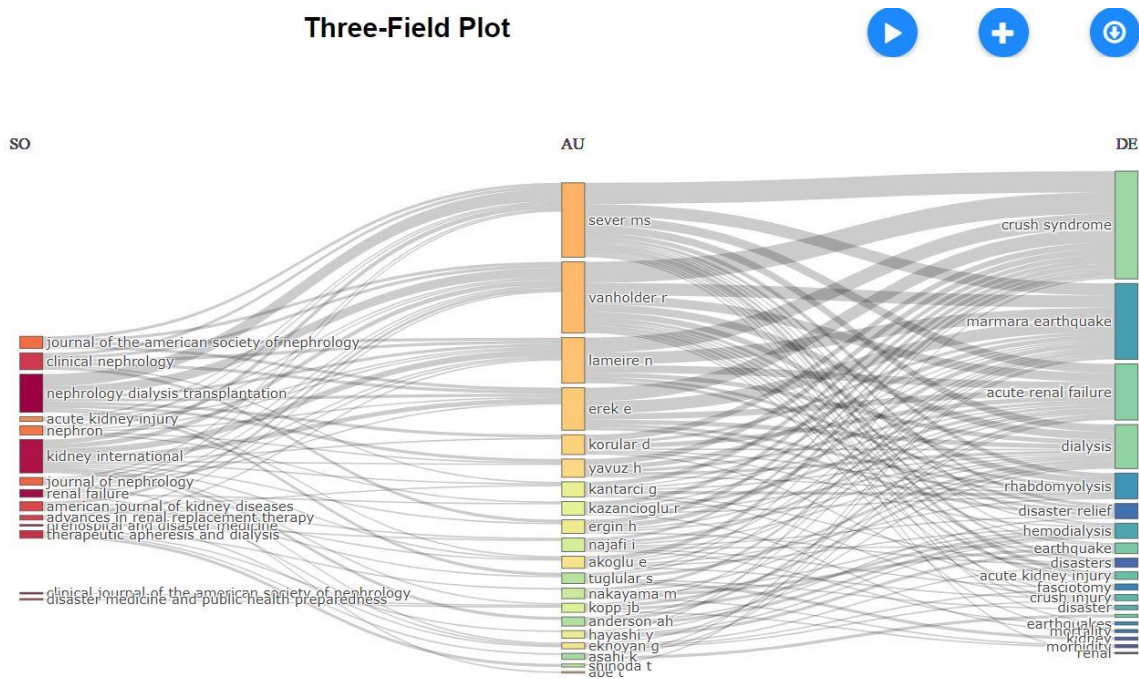 Three-Field Plot
SO
AU
DE
journal of the american society of nephrology
clinical nephrology
nephrology dialysis transplantation
acute kidney injury
nephron
kidney international
journal of nephrology
renal failure
american journal of kidney diseases
advances in renal replacement therapy
prehospital and disaster medicine
therapeutic apheresis and dialysis
clinical journal of the american society of nephrology
disaster medicine and public health preparedness
sever ms
vanholder r
lameire n
erek e
korular d
yavuz h
kantarci g
kazancioglu r
ergin h
najafi i
akoglu e
tuglular s
nakayama m
kopp jb
anderson ah
hayashi y
eknoyan g
asahi k
shinoda t
abe t
crush syndrome
marmara earthquake
acute renal failure
dialysis
rhabdomyolysis
disaster relief
hemodialysis
earthquake
disasters
acute kidney injury
fasciotomy
crush injury
disaster
earthquakes
mortality
kidney
morbidity
renal